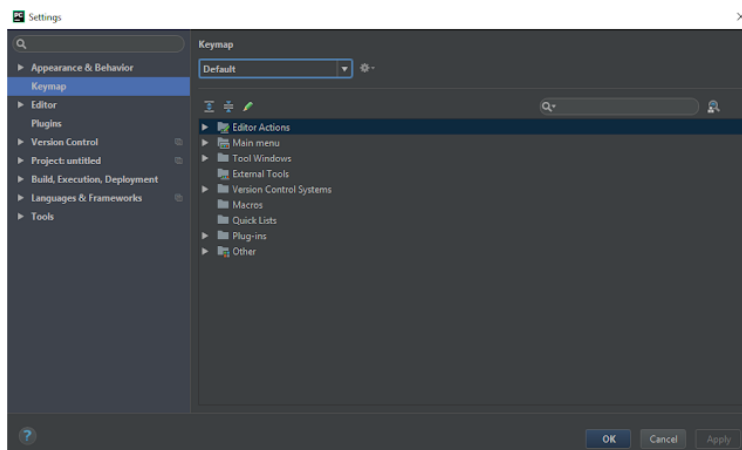 PC Settings
Appearance & Behavior
Keymap
Editor
Plugins
Version Control
Project: untitled
Build, Execution, Deployment
Languages & Frameworks
Tools
Keymap
Default
Editor Actions
Main menu
Tool Windows
External Tools
Version Control Systems
Macros
Quick Lists
Plug-ins
Other
?
OK Cancel Apply